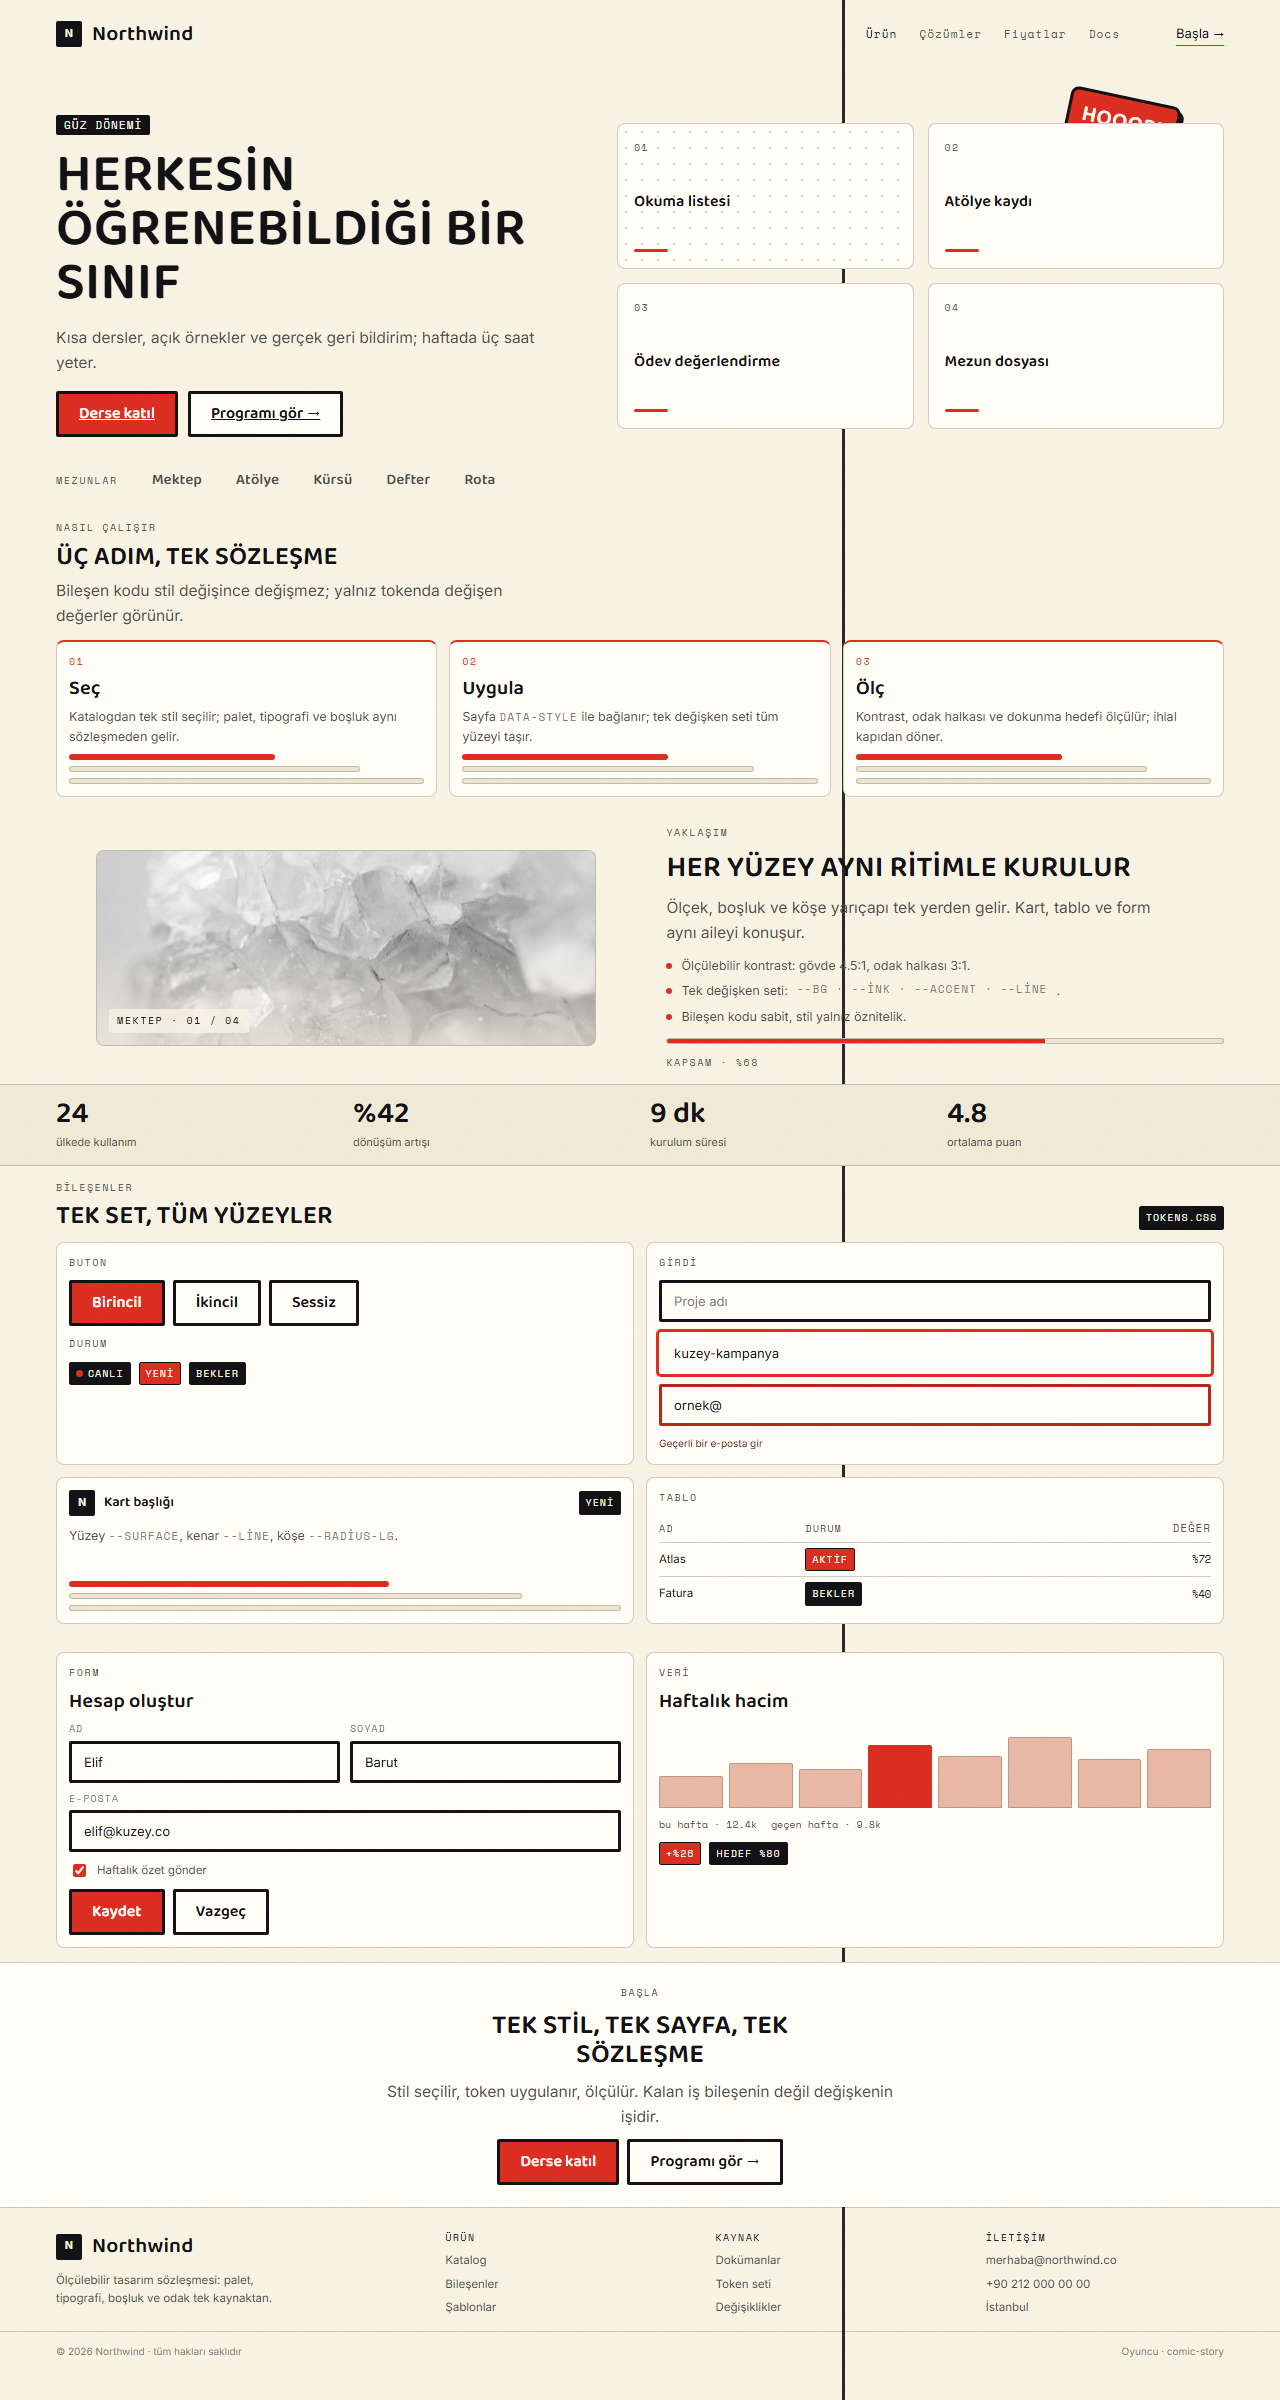 N Northwind
Ürün Çözümler Fiyatlar Docs Başla →
GÜZ DÖNEMİ
HERKESİN
ÖĞRENEBİLDİĞİ BİR
SINIF
Kısa dersler, açık örnekler ve gerçek geri bildirim; haftada üç saat
yeter.
Derse katıl Programı gör →
01
Okuma listesi
02
Atölye kaydı
03
Ödev değerlendirme
04
Mezun dosyası
MEZUNLAR Mektep Atölye Kürsü Defter Rota
NASIL ÇALIŞIR
ÜÇ ADIM, TEK SÖZLEŞME
Bileşen kodu stil değişince değişmez; yalnız tokenda değişen
değerler görünür.
01
Seç
Katalogdan tek stil seçilir; palet, tipografi ve boşluk aynı
sözleşmeden gelir.
02
Uygula
Sayfa DATA-STYLE ile bağlanır; tek değişken seti tüm
yüzeyi taşır.
03
Ölç
Kontrast, odak halkası ve dokunma hedefi ölçülür; ihlal
kapıdan döner.
MEKTEP · 01 / 04
YAKLAŞIM
HER YÜZEY AYNI RİTİMLE KURULUR
Ölçek, boşluk ve köşe yarıçapı tek yerden gelir. Kart, tablo ve form
aynı aileyi konuşur.
Ölçülebilir kontrast: gövde 4.5:1, odak halkası 3:1.
Tek değişken seti: --BG · --İNK · --ACCENT · --LİNE .
Bileşen kodu sabit, stil yalnız öznitelik.
KAPSAM · %68
24
ülkede kullanım
%42
dönüşüm artışı
9 dk
kurulum süresi
4.8
ortalama puan
BİLEŞENLER
TEK SET, TÜM YÜZEYLER
TOKENS.CSS
BUTON
Birincil İkincil Sessiz
DURUM
CANLI YENİ BEKLER
GİRDİ
Proje adı
kuzey-kampanya
ornek@
Geçerli bir e-posta gir
N Kart başlığı YENİ
Yüzey --SURFACE, kenar --LİNE, köşe --RADİUS-LG.
TABLO
AD DURUM DEĞER
Atlas AKTİF %72
Fatura BEKLER %40
FORM
Hesap oluştur
AD SOYAD
Elif Barut
E-POSTA
elif@kuzey.co
Haftalık özet gönder
Kaydet Vazgeç
VERİ
Haftalık hacim
bu hafta · 12.4k geçen hafta · 9.8k
+%26 HEDEF %80
BAŞLA
TEK STİL, TEK SAYFA, TEK
SÖZLEŞME
Stil seçilir, token uygulanır, ölçülür. Kalan iş bileşenin değil değişkenin
işidir.
Derse katıl Programı gör →
N Northwind
Ölçülebilir tasarım sözleşmesi: palet,
tipografi, boşluk ve odak tek kaynaktan.
ÜRÜN
Katalog
Bileşenler
Şablonlar
KAYNAK
Dokümanlar
Token seti
Değişiklikler
İLETİŞİM
merhaba@northwind.co
+90 212 000 00 00
İstanbul
© 2026 Northwind · tüm hakları saklıdır
Oyuncu · comic-story